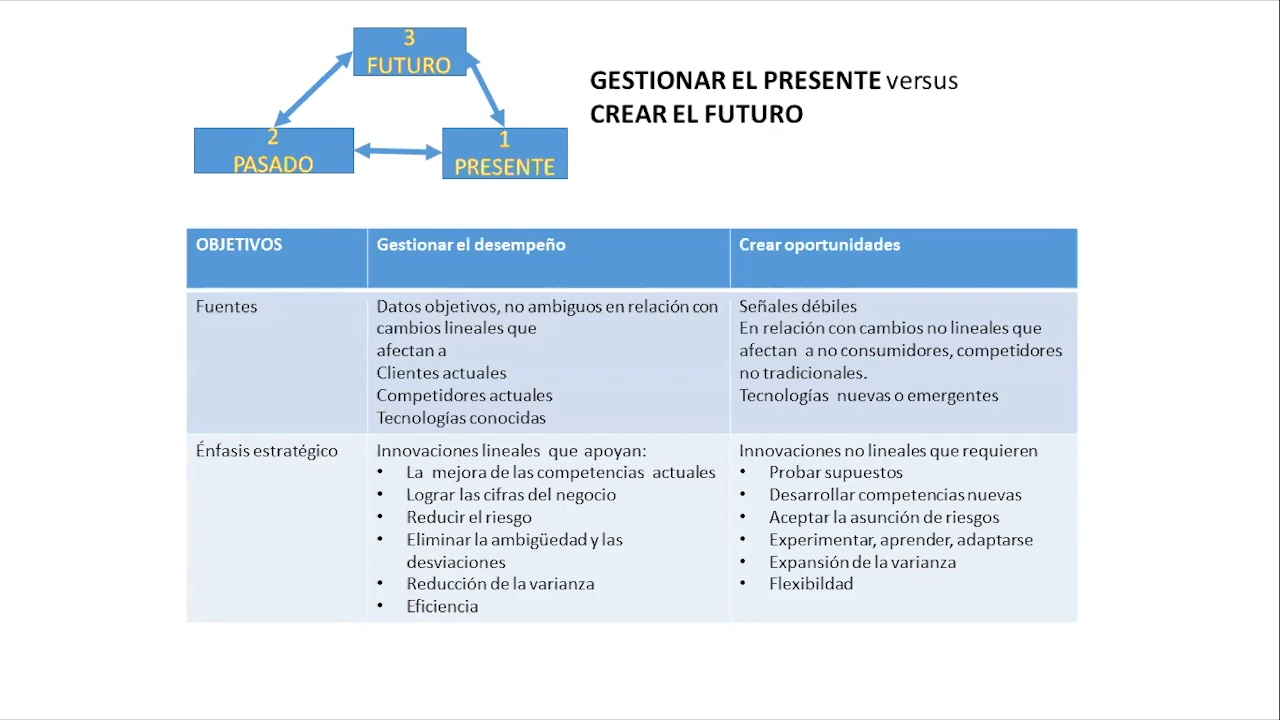 3
FUTURO
2
PASADO
1
PRESENTE
GESTIONAR EL PRESENTE versus
CREAR EL FUTURO
OBJETIVOS
Gestionar el desempeño
Crear oportunidades
Fuentes
Datos objetivos, no ambiguos en relación con
cambios lineales que
afectan a
Clientes actuales
Competidores actuales
Tecnologías conocidas
Señales débiles
En relación con cambios no lineales que
afectan a no consumidores, competidores
no tradicionales.
Tecnologías nuevas o emergentes
Énfasis estratégico
Innovaciones lineales que apoyan:
• La mejora de las competencias actuales
• Lograr las cifras del negocio
• Reducir el riesgo
• Eliminar la ambigüedad y las
desviaciones
• Reducción de la varianza
• Eficiencia
Innovaciones no lineales que requieren
• Probar supuestos
• Desarrollar competencias nuevas
• Aceptar la asunción de riesgos
• Experimentar, aprender, adaptarse
• Expansión de la varianza
• Flexibildad